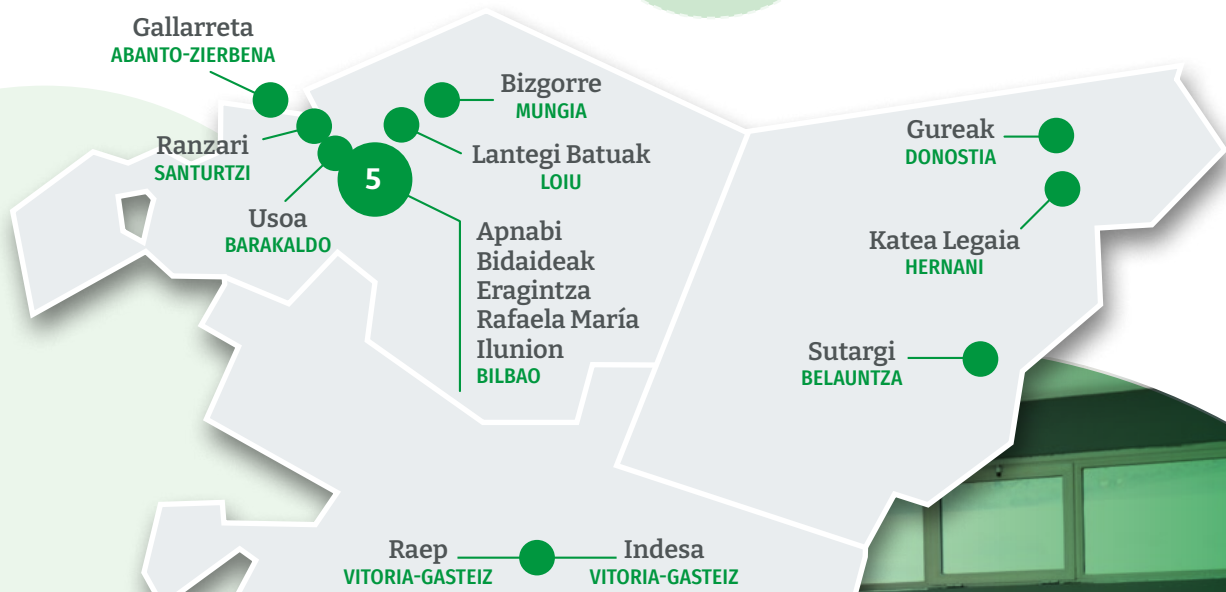 Gallarreta
ABANTO-ZIERBENA
Bizgorre
MUNGIA
Ranzari
SANTURTZI
Lantegi Batuak
LOIU
5
Usoa
BARAKALDO
Apnabi
Bidaideak
Eragintza
Rafaela María
Ilunion
BILBAO
Gureak
DONOSTIA
Katea Legaia
HERNANI
Sutargi
BELAUNTZA
Raep
VITORIA-GASTEIZ
Indesa
VITORIA-GASTEIZ